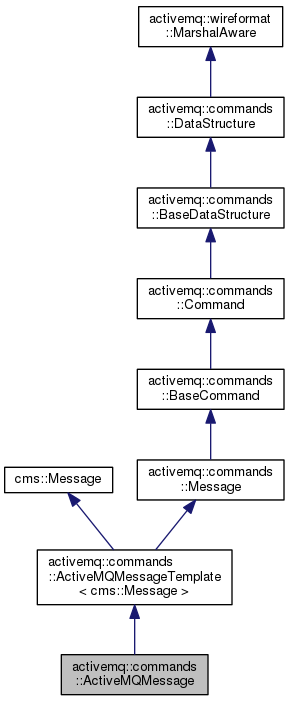 activemq::wireformat
::MarshalAware
activemq::commands
::DataStructure
activemq::commands
::BaseDataStructure
activemq::commands
::Command
activemq::commands
::BaseCommand
cms::Message
activemq::commands
::Message
activemq::commands
::ActiveMQMessageTemplate
< cms::Message >
activemq::commands
::ActiveMQMessage